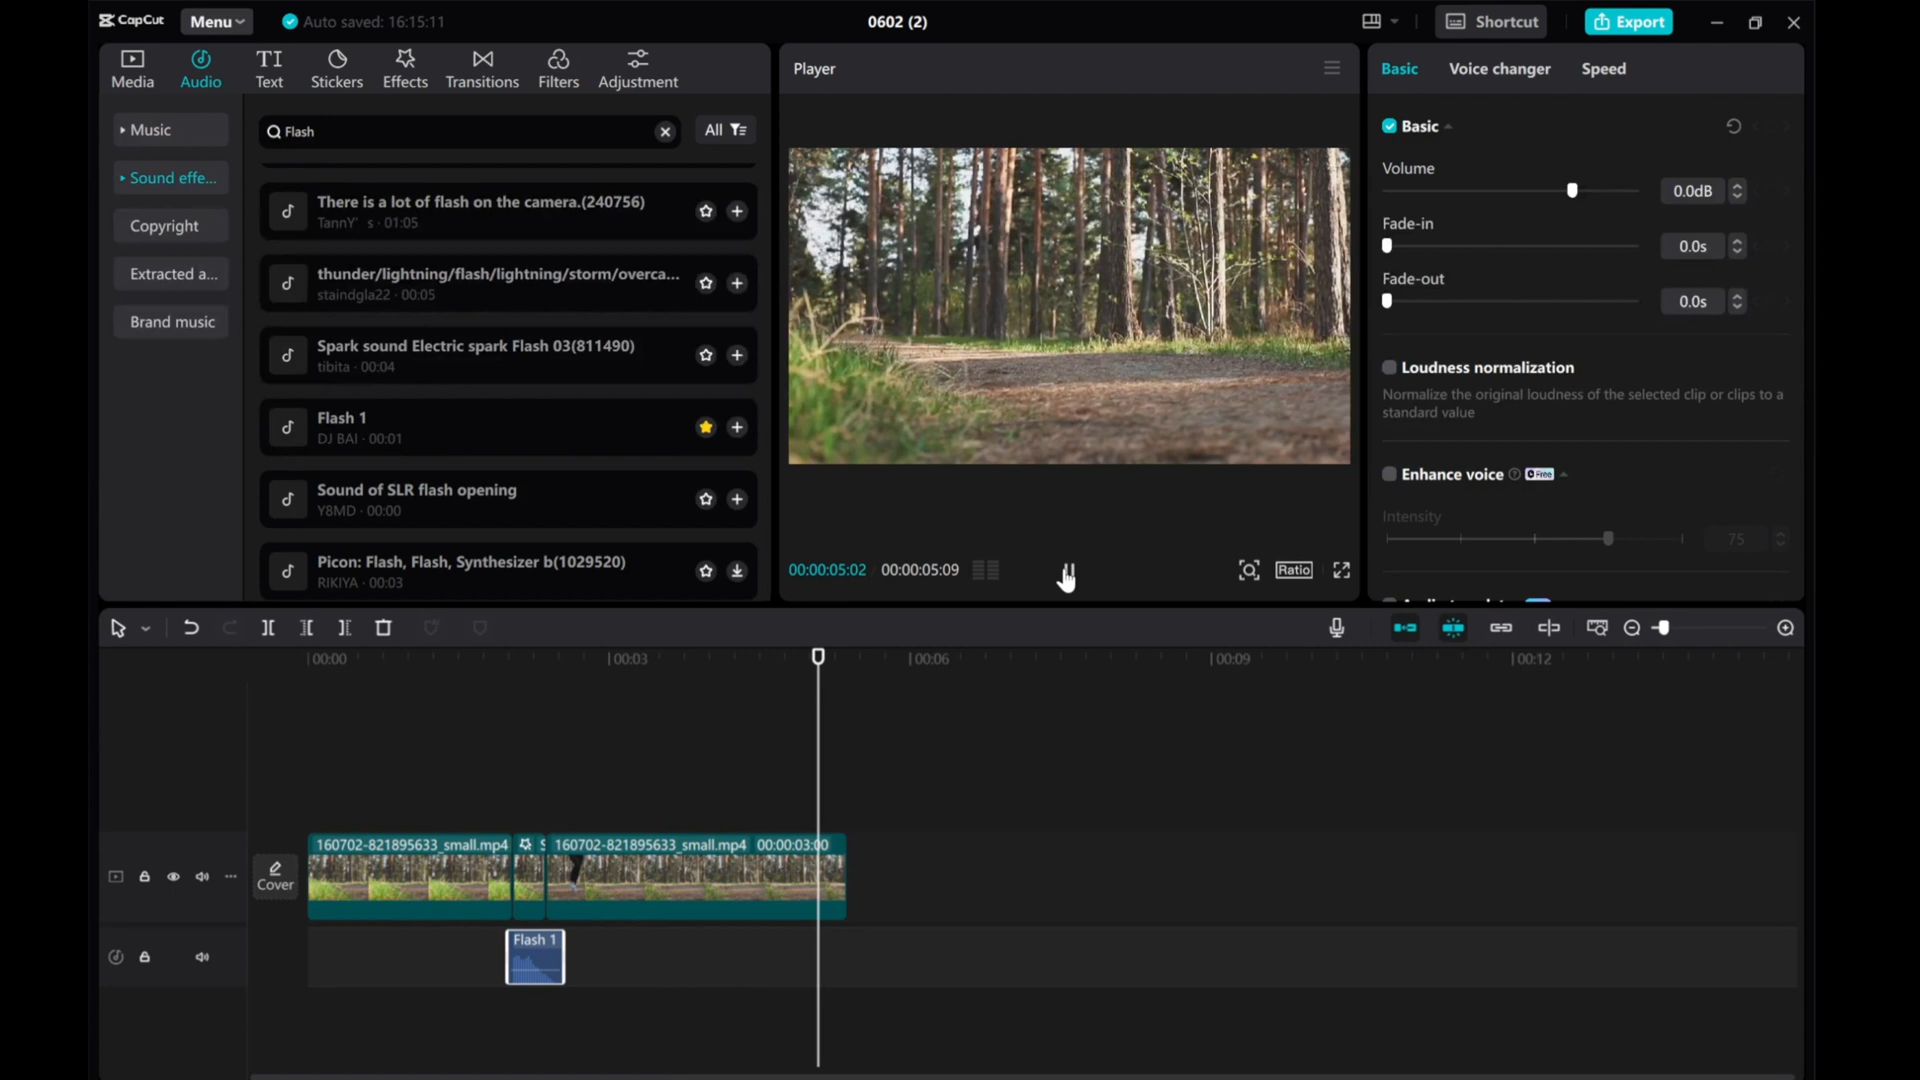 CapCut
Menu
Auto saved: 16:15:11
0602 (2)
Shortcut
Export
Media
Audio
Text
Stickers
Effects
Transitions
Filters
Adjustment
Player
Basic
Voice changer
Speed
Music
Sound effe...
Copyright
Extracted a...
Brand music
Flash
All
There is a lot of flash on the camera.(240756)
TannY' s · 01:05
thunder/lightning/flash/lightning/storm/overca...
staindgla22 · 00:05
Spark sound Electric spark Flash 03(811490)
tibita · 00:04
Flash 1
DJ BAI · 00:01
Sound of SLR flash opening
Y8MD · 00:00
Picon: Flash, Flash, Synthesizer b(1029520)
RIKIYA · 00:03
00:00:05:02
00:00:05:09
Ratio
Basic
Volume
0.0dB
Fade-in
0.0s
Fade-out
0.0s
Loudness normalization
Normalize the original loudness of the selected clip or clips to a
standard value
Enhance voice
Free
Intensity
75
00:00
00:03
00:06
00:09
00:12
Cover
160702-821895633_small.mp4
S
160702-821895633_small.mp4 00:00:03:00
Flash 1